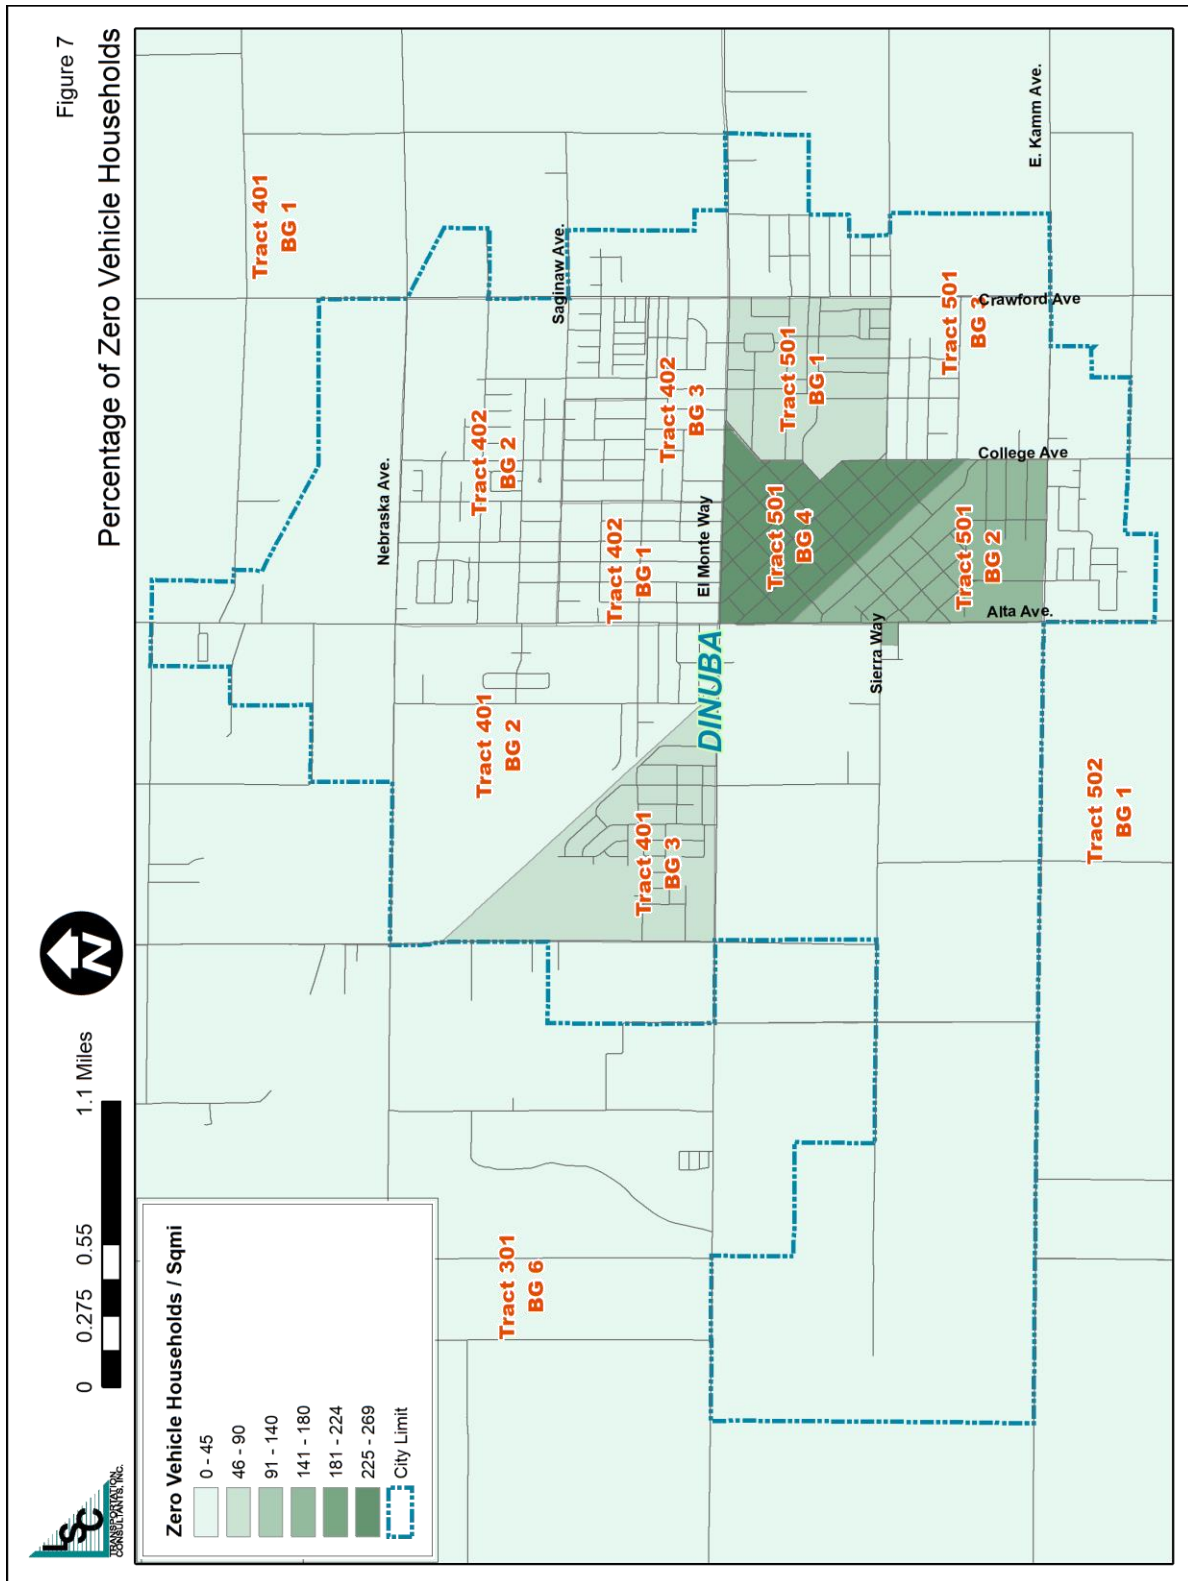 Figure 7
Percentage of Zero Vehicle Households
LSC
TRANSPORTATION
CONSULTANTS, INC.
0 0.275 0.55 1.1 Miles
N
Zero Vehicle Households / Sqmi
0 - 45
46 - 90
91 - 140
141 - 180
181 - 224
225 - 269
City Limit
Tract 401
BG 1
Nebraska Ave.
Saginaw Ave.
Tract 402
BG 2
Tract 401
BG 2
Tract 402
BG 3
Tract 402
BG 1
Tract 401
BG 3
Tract 301
BG 6
El Monte Way
DINUBA
Tract 501
BG 1
Tract 501
BG 4
Tract 501
BG 3
Tract 501
BG 2
Sierra Way
Crawford Ave
College Ave
Alta Ave.
E. Kamm Ave.
Tract 502
BG 1